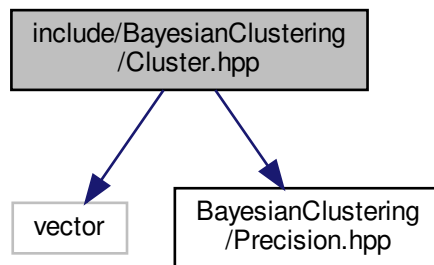 include/BayesianClustering
/Cluster.hpp
vector
BayesianClustering
/Precision.hpp